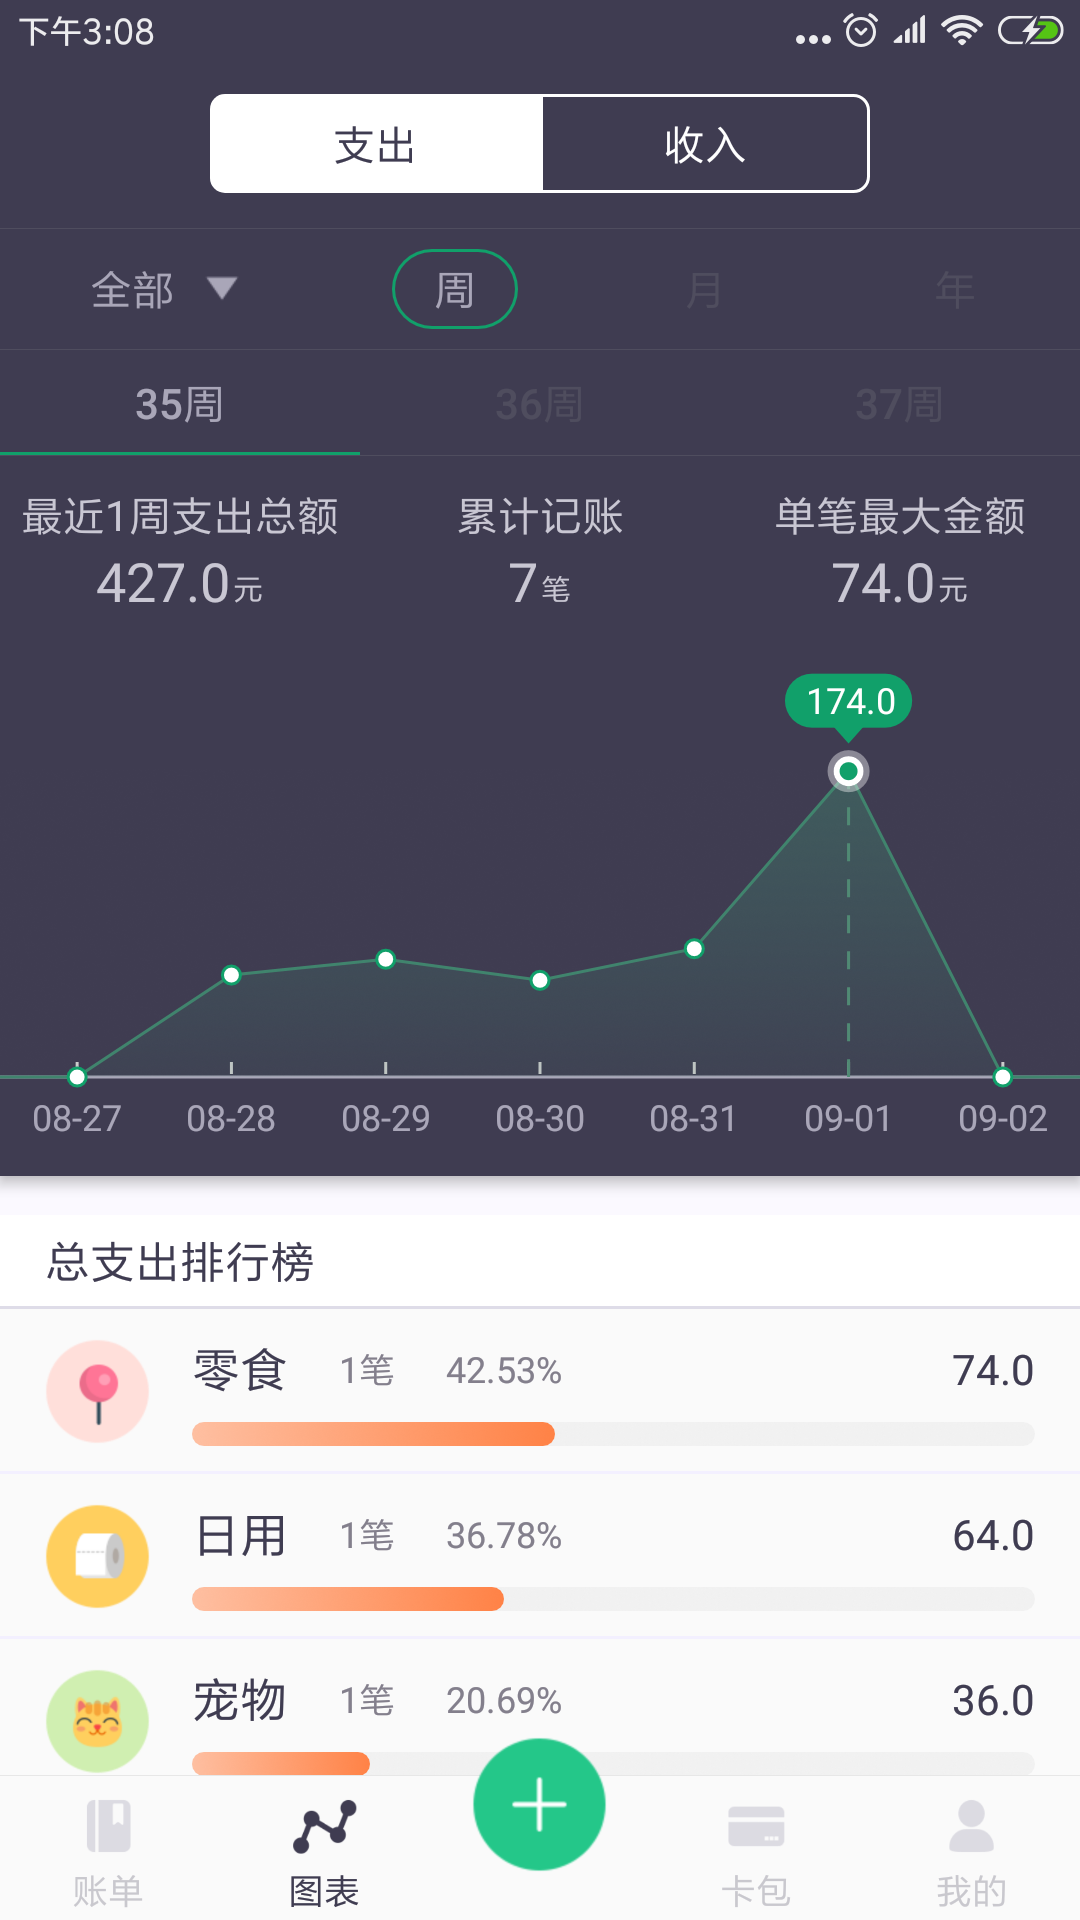 下午3:08
支出 收入
全部 周 月 年
35周 36周 37周
最近1周支出总额 累计记账 单笔最大金额
427.0元 7笔 74.0元
174.0
08-27 08-28 08-29 08-30 08-31 09-01 09-02
总支出排行榜
零食 1笔 42.53% 74.0
日用 1笔 36.78% 64.0
宠物 1笔 20.69% 36.0
账单 图表 卡包 我的